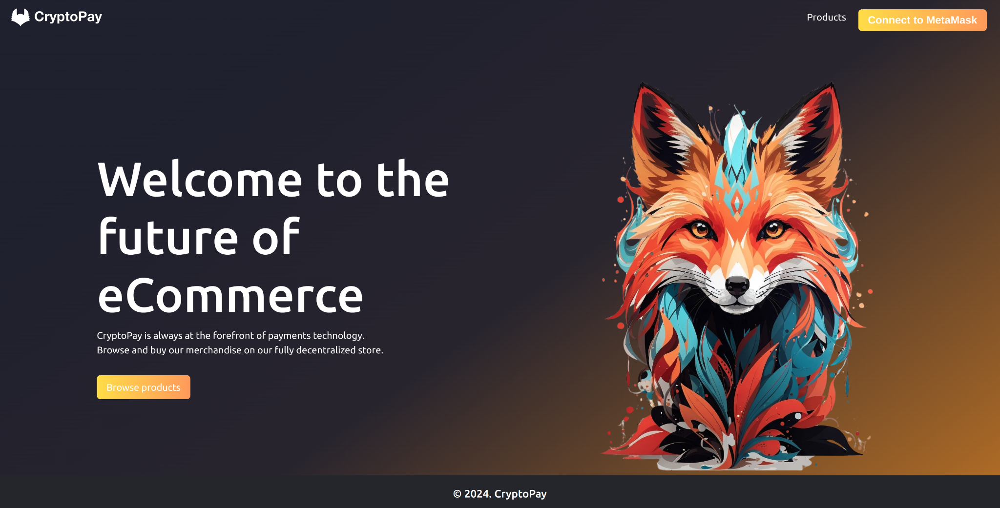 CryptoPay
Products
Connect to MetaMask
Welcome to the
future of
eCommerce
CryptoPay is always at the forefront of payments technology.
Browse and buy our merchandise on our fully decentralized store.
Browse products
© 2024. CryptoPay